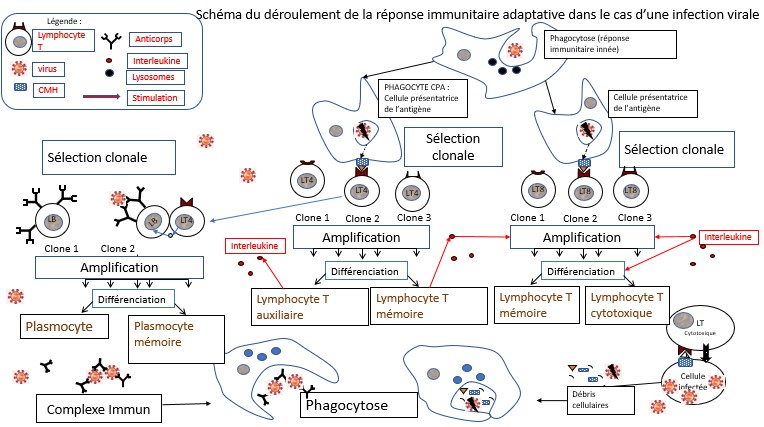 Schéma du déroulement de la réponse immunitaire adaptative dans le cas d'une infection virale
Légende :
Lymphocyte
T
Anticorps
Interleukine
virus
Lysosomes
CMH
Stimulation
Phagocytose (réponse
immunitaire innée)
PHAGOCYTE CPA :
Cellule présentatrice
de l'antigène
Cellule présentatrice
de l'antigène
Sélection clonale
Sélection
clonale
Sélection clonale
LB
LB
LT4
LT4
LT4
LT4
LT8
LT8
LT8
Clone 1
Clone 2
Clone 1
Clone 2
Clone 3
Clone 1
Clone 2
Clone 3
Amplification
Amplification
Amplification
Interleukine
Interleukine
Différenciation
Différenciation
Différenciation
Plasmocyte
Plasmocyte
mémoire
Lymphocyte T
auxiliaire
Lymphocyte T
mémoire
Lymphocyte T
mémoire
Lymphocyte T
cytotoxique
LT
Cytotoxique
Cellule
infectée
Complexe Immun
Phagocytose
Débris
cellulaires